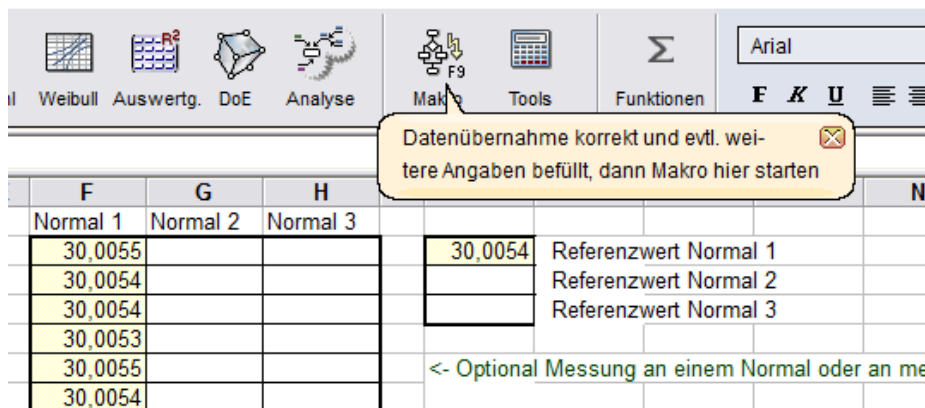 R²
F9
Σ
Arial
Weibull Auswertg. DoE Analyse Makro Tools Funktionen F K U
Datenübernahme korrekt und evtl. wei-
tere Angaben befüllt, dann Makro hier starten
F G H N
Normal 1 Normal 2 Normal 3
30,0055 30,0054 Referenzwert Normal 1
30,0054 Referenzwert Normal 2
30,0054 Referenzwert Normal 3
30,0053
30,0055 <- Optional Messung an einem Normal oder an
30,0054